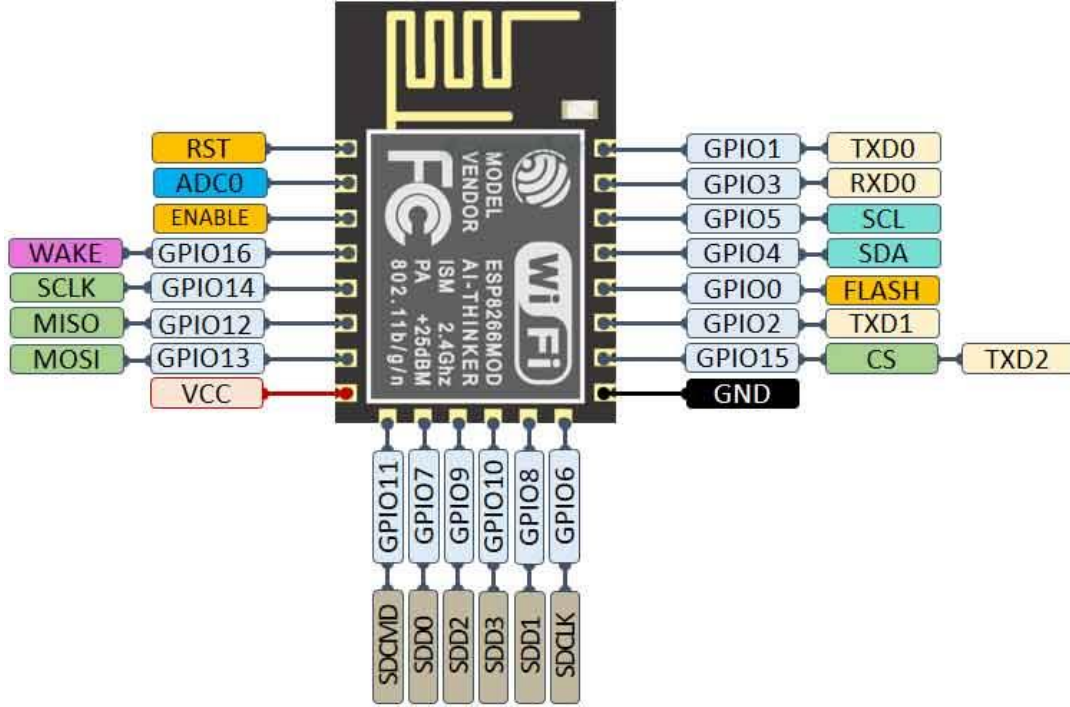 RST
ADC0
ENABLE
WAKE GPIO16
SCLK GPIO14
MISO GPIO12
MOSI GPIO13
VCC
MODEL ESP8266MOD
VENDOR AI-THINKER
ISM 2.4Ghz
PA +25dBM
802.11b/g/n
FC
WiFi
GPIO1 TXD0
GPIO3 RXD0
GPIO5 SCL
GPIO4 SDA
GPIO0 FLASH
GPIO2 TXD1
GPIO15 CS TXD2
GND
GPIO11 SDCMD
GPIO7 SDD0
GPIO9 SDD2
GPIO10 SDD3
GPIO8 SDD1
GPIO6 SDCLK